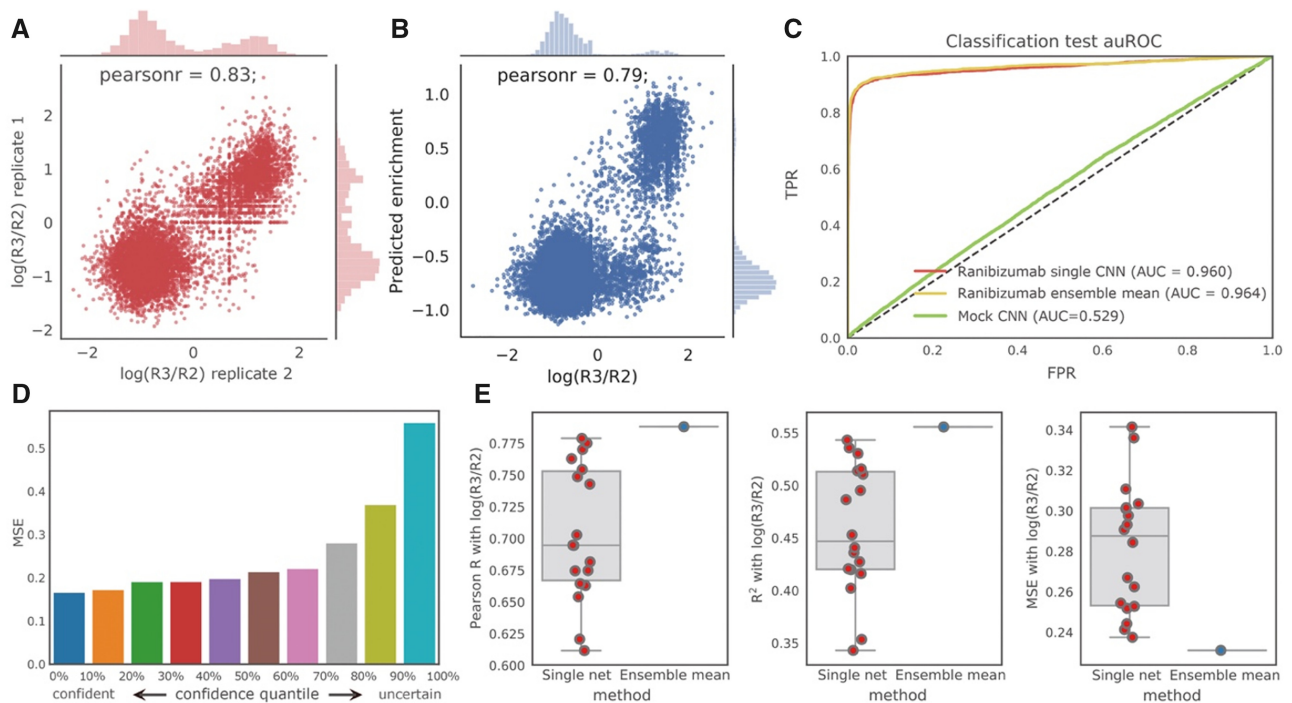 A
pearsonr = 0.83;
log(R3/R2) replicate 1
2
1
0
−1
−2
−2 0 2
log(R3/R2) replicate 2
B
pearsonr = 0.79;
Predicted enrichment
1.0
0.5
0.0
−0.5
−1.0
−2 0 2
log(R3/R2)
C
Classification test auROC
TPR
1.0
0.8
0.6
0.4
0.2
0.0
Ranibizumab single CNN (AUC = 0.960)
Ranibizumab ensemble mean (AUC = 0.964)
Mock CNN (AUC=0.529)
0.0 0.2 0.4 0.6 0.8 1.0
FPR
D
MSE
0.5
0.4
0.3
0.2
0.1
0.0
0% 10% 20% 30% 40% 50% 60% 70% 80% 90% 100%
confident confidence quantile uncertain
E
Pearson R with log(R3/R2)
0.775
0.750
0.725
0.700
0.675
0.650
0.625
0.600
Single net Ensemble mean
method
R² with log(R3/R2)
0.55
0.50
0.45
0.40
0.35
Single net Ensemble mean
method
MSE with log(R3/R2)
0.34
0.32
0.30
0.28
0.26
0.24
Single net Ensemble mean
method